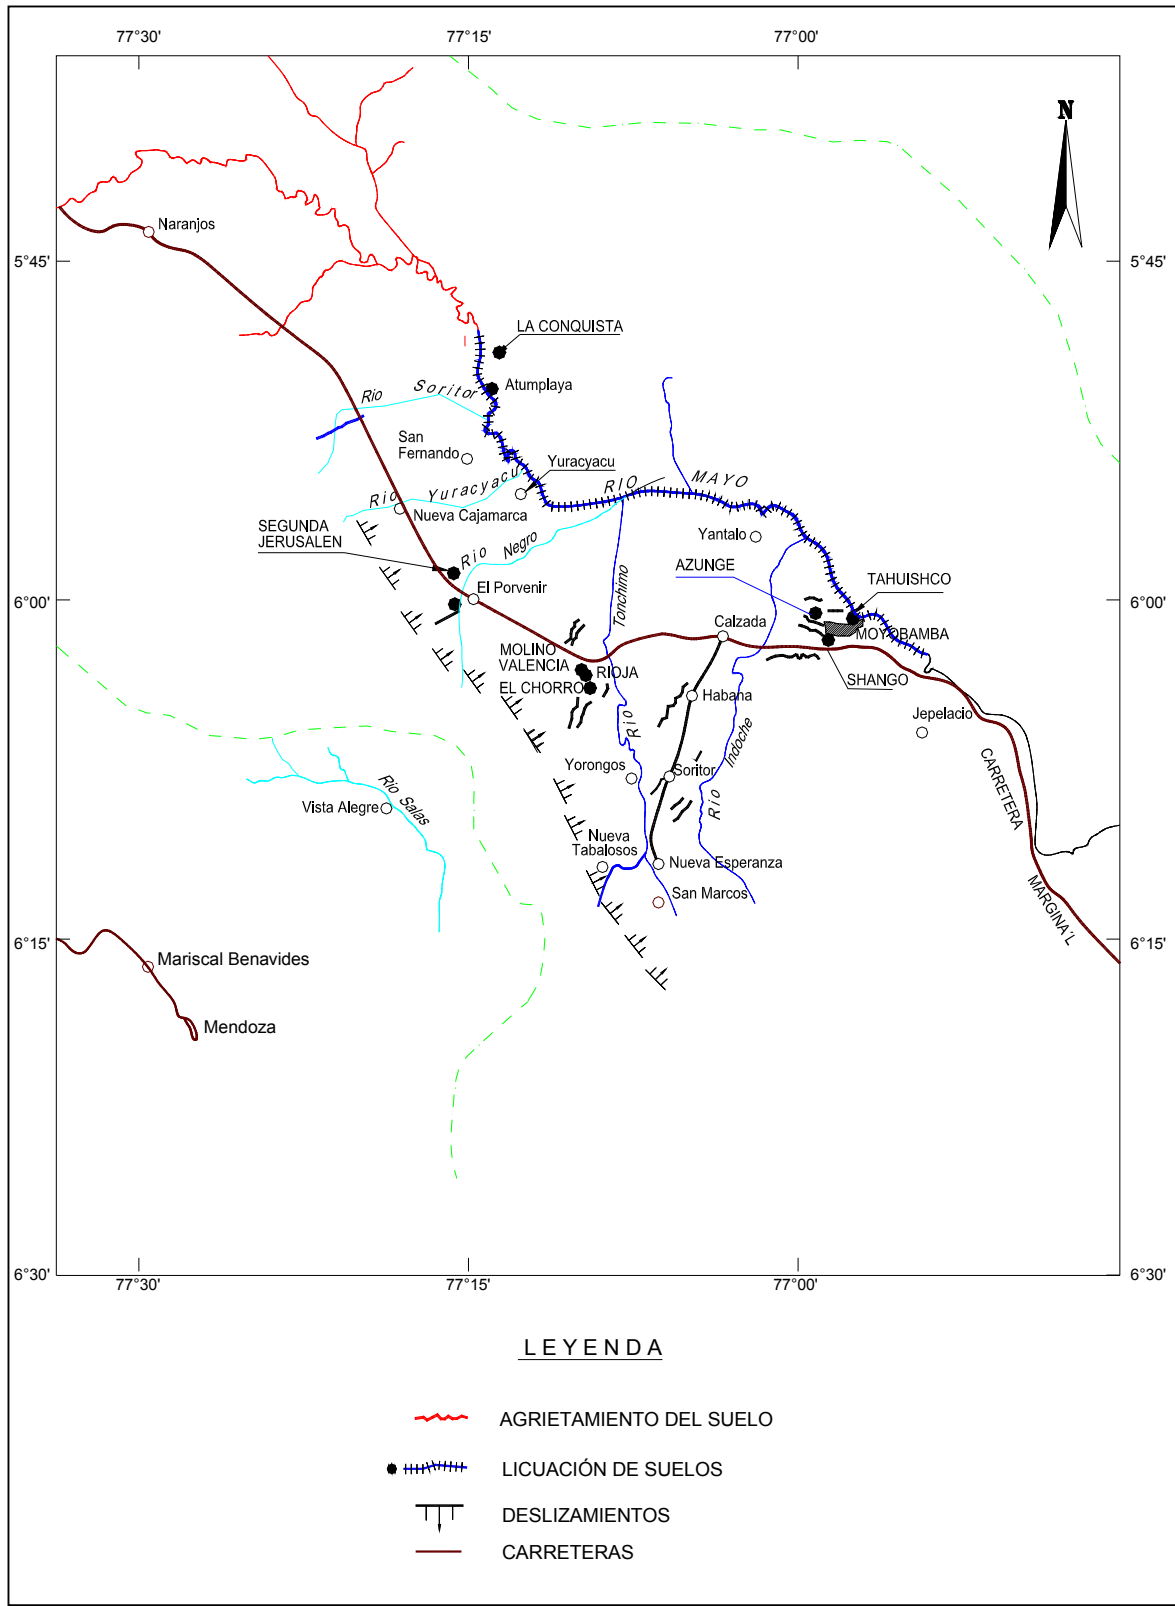 77°30' 77°15' 77°00'
N
Naranjos
5°45' 5°45'
LA CONQUISTA
Atumplaya
Rio Soritor
San
Fernando
Yuracyacu
Rio Yuracyacu
RIO MAYO
Nueva Cajamarca
SEGUNDA
JERUSALEN
Rio Negro
Yantalo
AZUNGE
TAHUISHCO
El Porvenir
6°00' 6°00'
Rio Tonchimo
Calzada
MOYOBAMBA
MOLINO
VALENCIA
RIOJA
EL CHORRO
SHANGO
Habana
Jepelacio
Rio Indoche
Yorongos
Soritor
CARRETERA MARGINA'L
Rio Salas
Vista Alegre
Nueva
Tabalosos
Nueva Esperanza
San Marcos
6°15' 6°15'
Mariscal Benavides
Mendoza
6°30' 6°30'
77°30' 77°15' 77°00'
LEYENDA
AGRIETAMIENTO DEL SUELO
LICUACIÓN DE SUELOS
DESLIZAMIENTOS
CARRETERAS